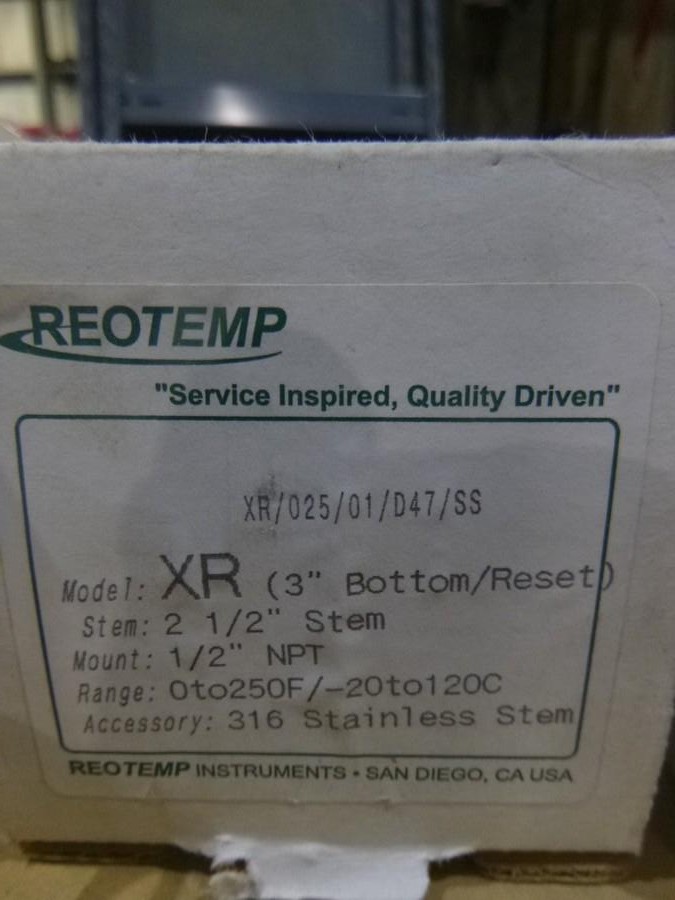 REOTEMP
"Service Inspired, Quality Driven"
XR/025/01/D47/SS
Model: XR (3" Bottom/Reset)
Stem: 2 1/2" Stem
Mount: 1/2" NPT
Range: 0to250F/-20to120C
Accessory: 316 Stainless Stem
REOTEMP INSTRUMENTS • SAN DIEGO, CA USA